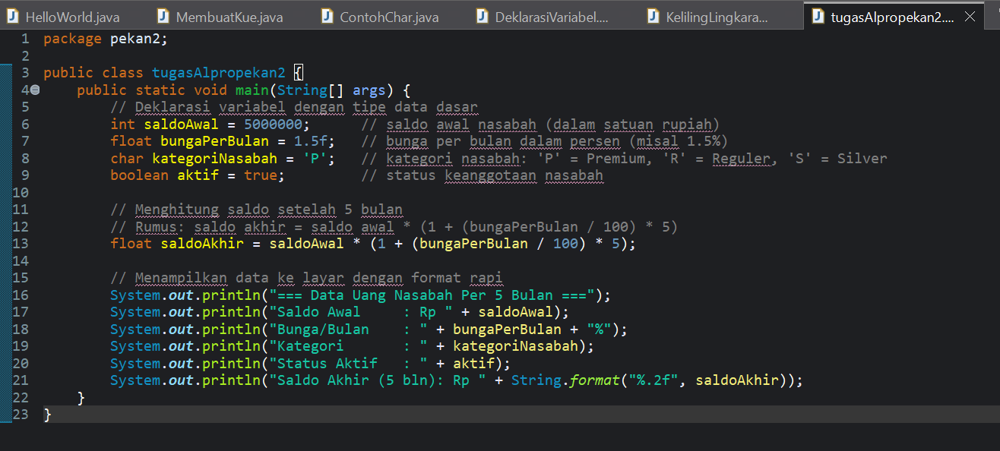 HelloWorld.java MembuatKue.java ContohChar.java DeklarasiVariabel.... KelilingLingkara... tugasAlpropekan2....
1 package pekan2;
2
3 public class tugasAlpropekan2 {
4 public static void main(String[] args) {
5 // Deklarasi variabel dengan tipe data dasar
6 int saldoAwal = 5000000; // saldo awal nasabah (dalam satuan rupiah)
7 float bungaPerBulan = 1.5f; // bunga per bulan dalam persen (misal 1.5%)
8 char kategoriNasabah = 'P'; // kategori nasabah: 'P' = Premium, 'R' = Reguler, 'S' = Silver
9 boolean aktif = true; // status keanggotaan nasabah
10
11 // Menghitung saldo setelah 5 bulan
12 // Rumus: saldo akhir = saldo awal * (1 + (bungaPerBulan / 100) * 5)
13 float saldoAkhir = saldoAwal * (1 + (bungaPerBulan / 100) * 5);
14
15 // Menampilkan data ke layar dengan format rapi
16 System.out.println("=== Data Uang Nasabah Per 5 Bulan ===");
17 System.out.println("Saldo Awal     : Rp " + saldoAwal);
18 System.out.println("Bunga/Bulan    : " + bungaPerBulan + "%");
19 System.out.println("Kategori       : " + kategoriNasabah);
20 System.out.println("Status Aktif   : " + aktif);
21 System.out.println("Saldo Akhir (5 bln): Rp " + String.format("%.2f", saldoAkhir));
22 }
23 }